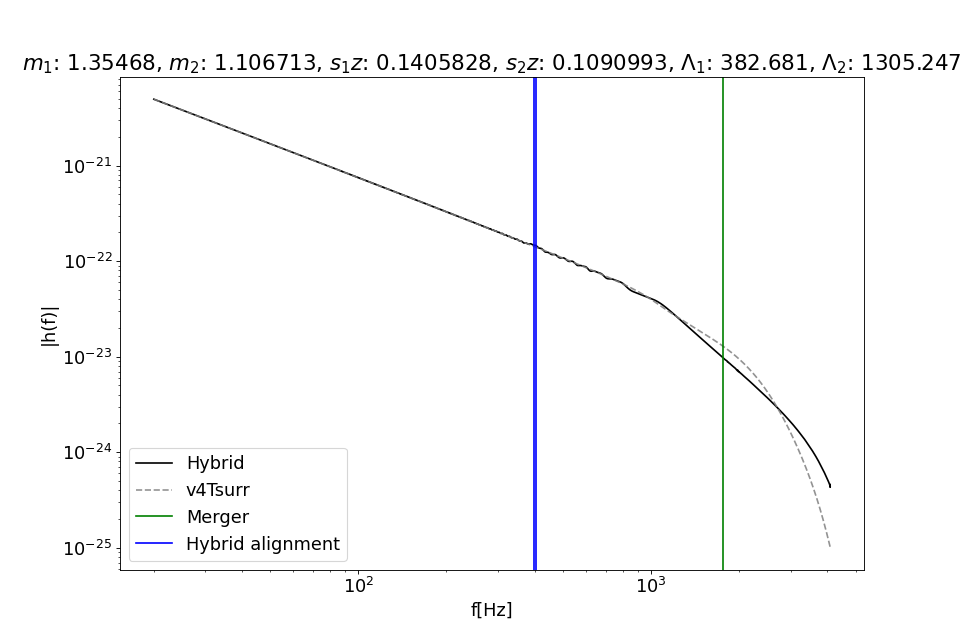 m₁: 1.35468, m₂: 1.106713, s₁z: 0.1405828, s₂z: 0.1090993, Λ₁: 382.681, Λ₂: 1305.247
|h(f)|
10⁻²¹
10⁻²²
10⁻²³
10⁻²⁴
10⁻²⁵
Hybrid
v4Tsurr
Merger
Hybrid alignment
10² 10³
f[Hz]